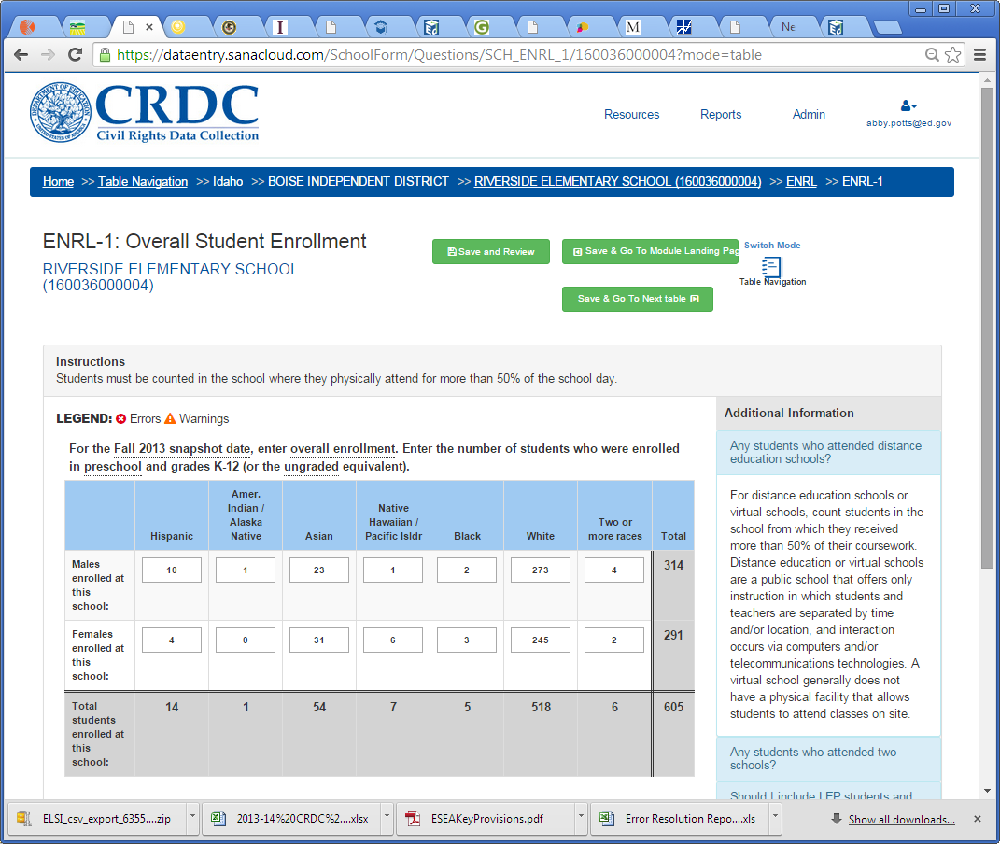 I
G
M
Ne
https://dataentry.sanacloud.com/SchoolForm/Questions/SCH_ENRL_1/160036000004?mode=table
CRDC
Civil Rights Data Collection
Resources
Reports
Admin
abby.potts@ed.gov
Home >> Table Navigation >> Idaho >> BOISE INDEPENDENT DISTRICT >> RIVERSIDE ELEMENTARY SCHOOL (160036000004) >> ENRL >> ENRL-1
ENRL-1: Overall Student Enrollment
RIVERSIDE ELEMENTARY SCHOOL
(160036000004)
Save and Review
Save & Go To Module Landing Pag
Save & Go To Next table
Switch Mode
Table Navigation
Instructions
Students must be counted in the school where they physically attend for more than 50% of the school day.
LEGEND: Errors Warnings
For the Fall 2013 snapshot date, enter overall enrollment. Enter the number of students who were enrolled
in preschool and grades K-12 (or the ungraded equivalent).
Hispanic
Amer.
Indian /
Alaska
Native
Asian
Native
Hawaiian /
Pacific Isldr
Black
White
Two or
more races
Total
Males
enrolled at
this
school:
10 1 23 1 2 273 4 314
Females
enrolled at
this
school:
4 0 31 6 3 245 2 291
Total
students
enrolled at
this
school:
14 1 54 7 5 518 6 605
Additional Information
Any students who attended distance
education schools?
For distance education schools or
virtual schools, count students in the
school from which they received
more than 50% of their coursework.
Distance education or virtual schools
are a public school that offers only
instruction in which students and
teachers are separated by time
and/or location, and interaction
occurs via computers and/or
telecommunications technologies. A
virtual school generally does not
have a physical facility that allows
students to attend classes on site.
Any students who attended two
schools?
Should I include LEP students and
ELSI_csv_export_6355....zip
2013-14%20CRDC%2....xlsx
ESEAKeyProvisions.pdf
Error Resolution Repo....xls
Show all downloads...